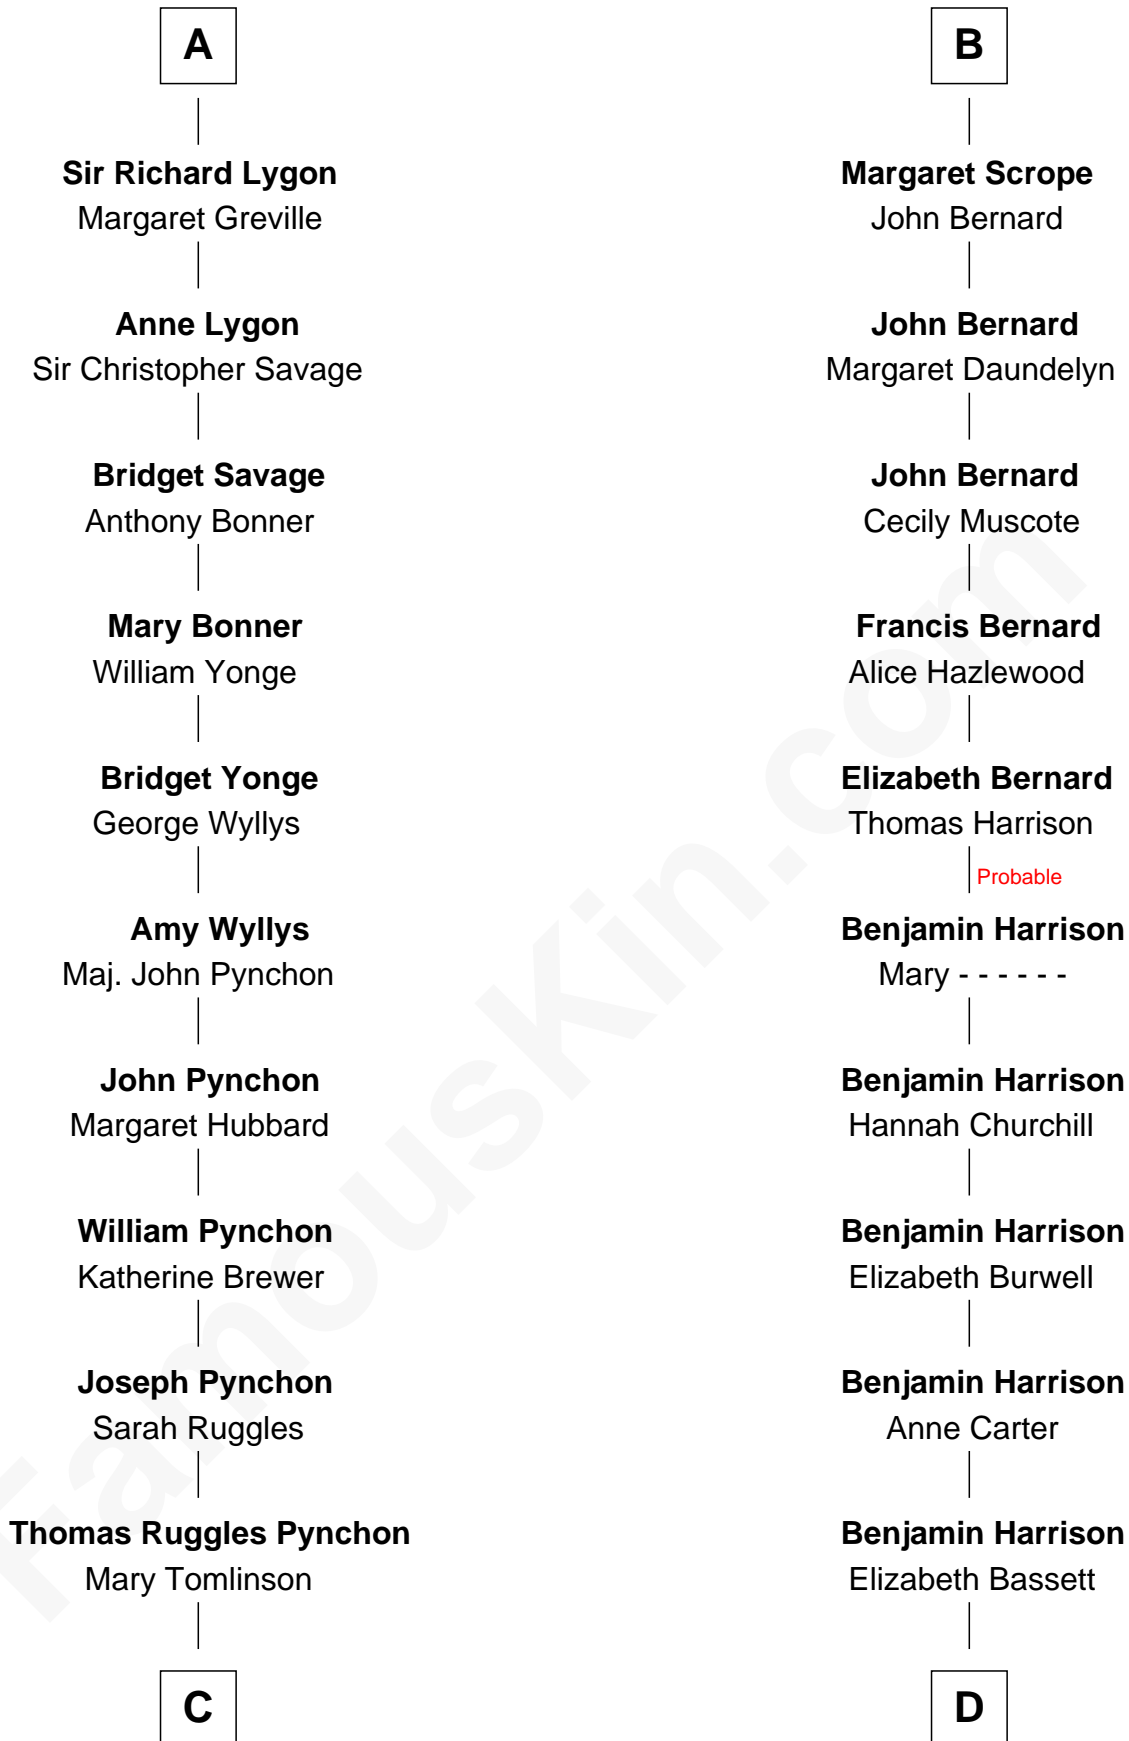 A
Sir Richard Lygon
Margaret Greville
Anne Lygon
Sir Christopher Savage
Bridget Savage
Anthony Bonner
Mary Bonner
William Yonge
Bridget Yonge
George Wyllys
Amy Wyllys
Maj. John Pynchon
John Pynchon
Margaret Hubbard
William Pynchon
Katherine Brewer
Joseph Pynchon
Sarah Ruggles
Thomas Ruggles Pynchon
Mary Tomlinson
C
B
Margaret Scrope
John Bernard
John Bernard
Margaret Daundelyn
John Bernard
Cecily Muscote
Francis Bernard
Alice Hazlewood
Elizabeth Bernard
Thomas Harrison
Probable
Benjamin Harrison
Mary - - - - - -
Benjamin Harrison
Hannah Churchill
Benjamin Harrison
Elizabeth Burwell
Benjamin Harrison
Anne Carter
Benjamin Harrison
Elizabeth Bassett
D
FamousKin.com